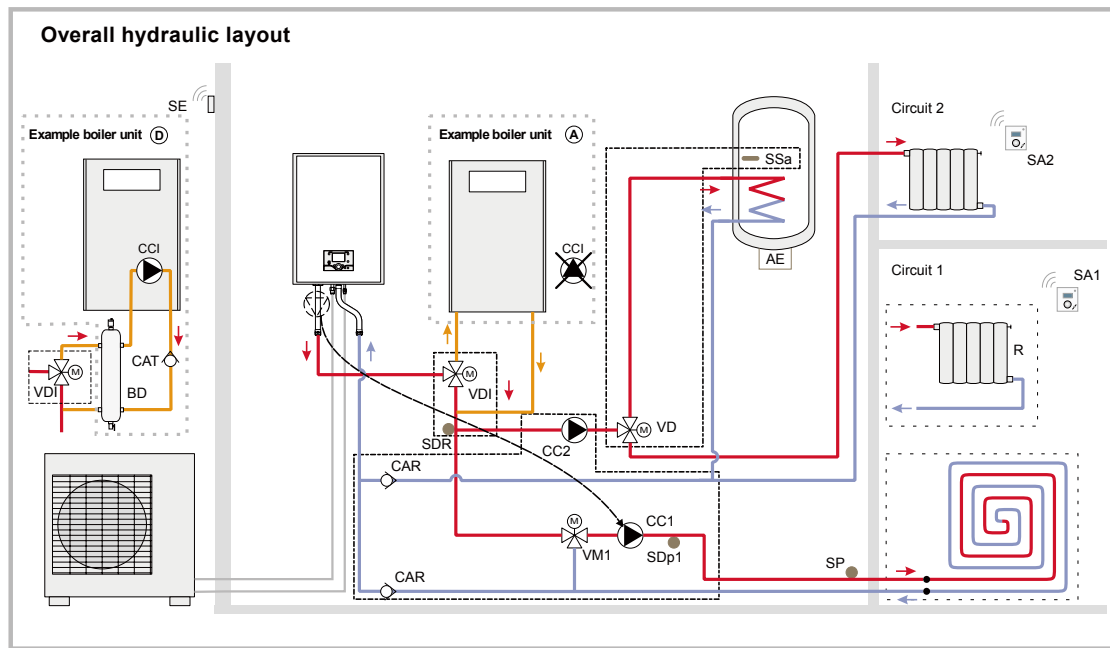 Overall hydraulic layout
SE
Example boiler unit D
Example boiler unit A
Circuit 2
SA2
SSa
AE
CCI
CCI
Circuit 1
SA1
R
CAT
BD
VDI
M
VDI
M
SDR
CC2
VD
M
CAR
M
VM1
CC1
SDp1
SP
CAR